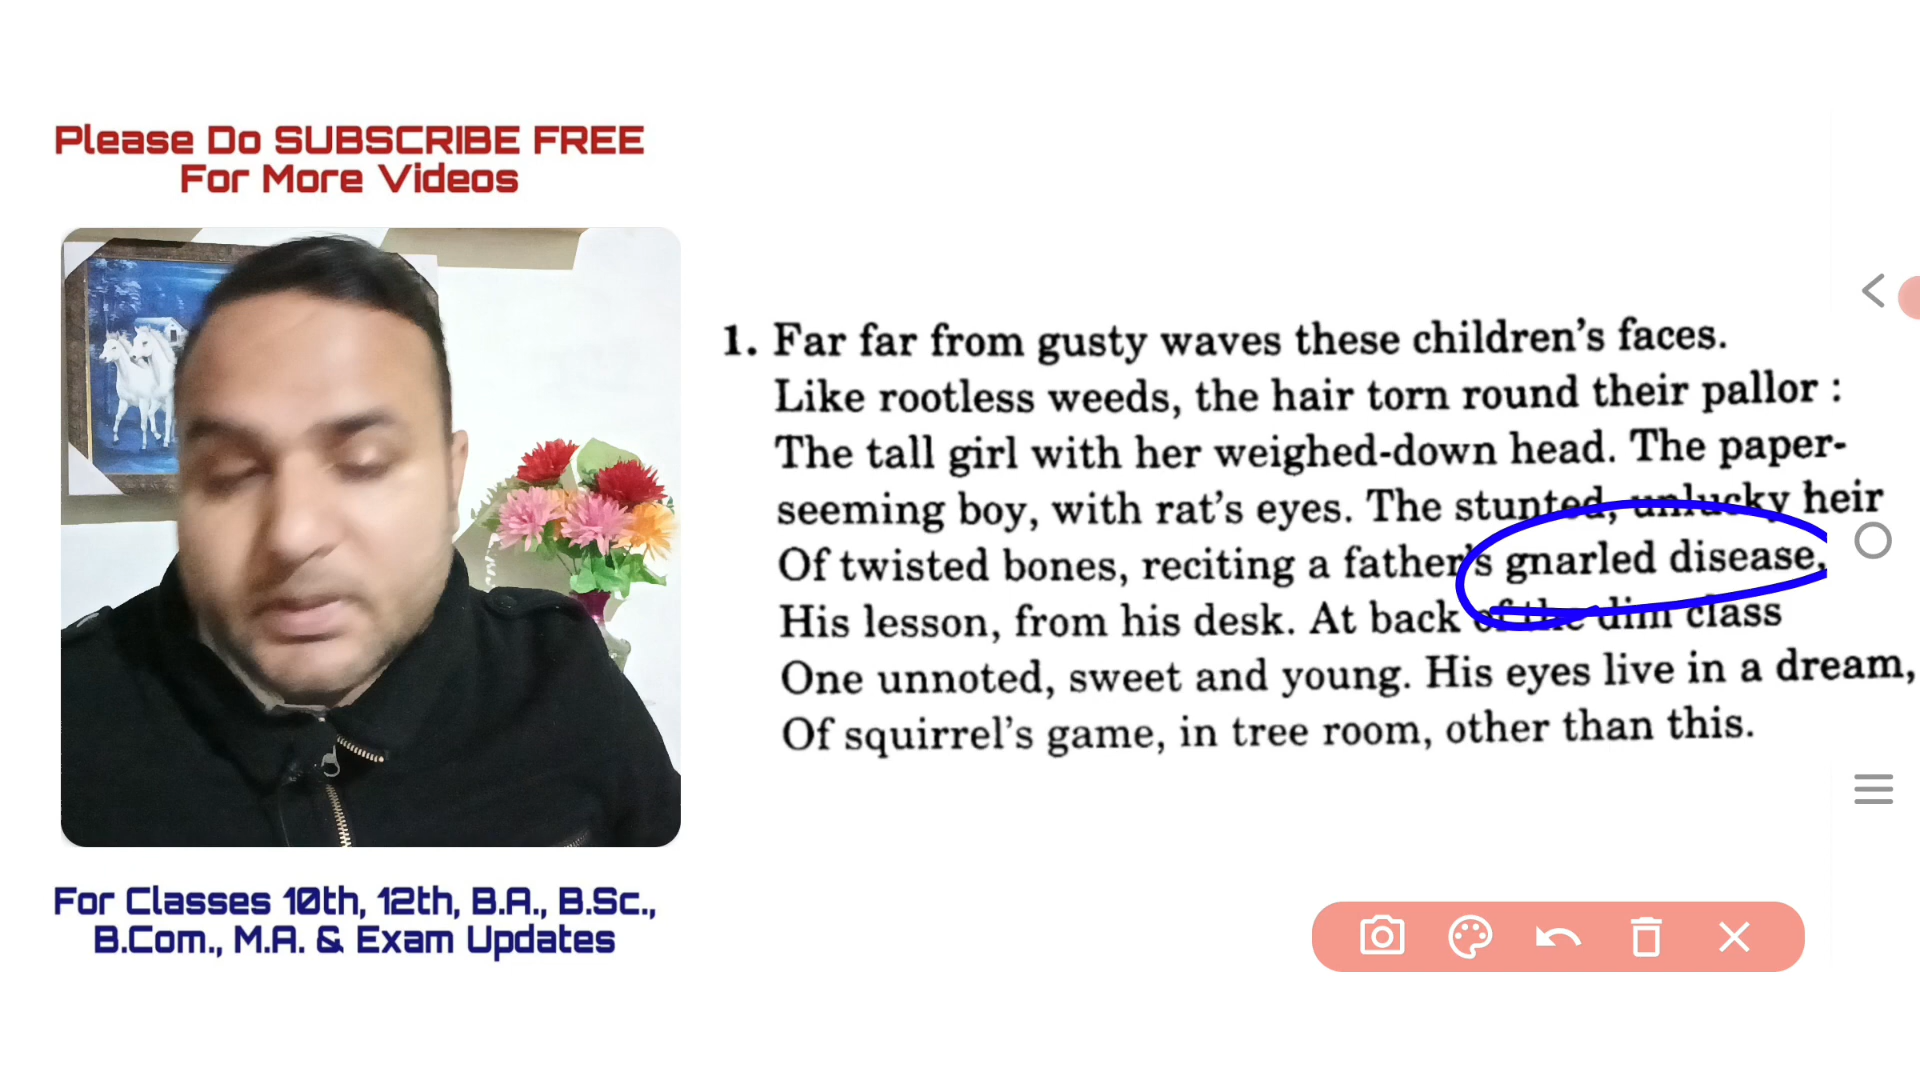 Please Do SUBSCRIBE FREE
For More Videos
1. Far far from gusty waves these children's faces.
Like rootless weeds, the hair torn round their pallor :
The tall girl with her weighed-down head. The paper-
seeming boy, with rat's eyes. The stunted, unlucky heir
Of twisted bones, reciting a father's gnarled disease,
His lesson, from his desk. At back of the dim class
One unnoted, sweet and young. His eyes live in a dream,
Of squirrel's game, in tree room, other than this.
For Classes 10th, 12th, B.A., B.Sc.,
B.Com., M.A. & Exam Updates